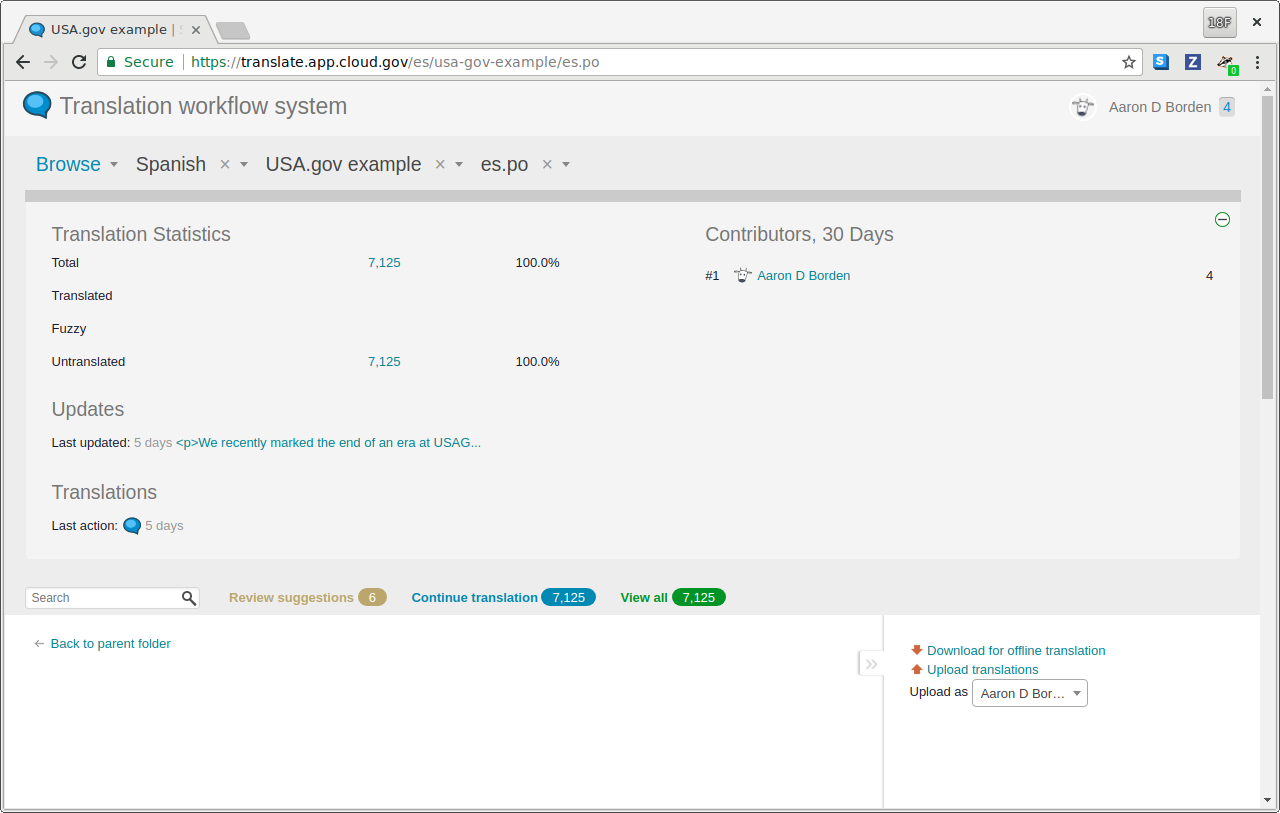 USA.gov example |
18F
Secure https://translate.app.cloud.gov/es/usa-gov-example/es.po
S Z 0
Translation workflow system
Aaron D Borden 4
Browse Spanish × USA.gov example × es.po ×
Translation Statistics
Total 7,125 100.0%
Translated
Fuzzy
Untranslated 7,125 100.0%
Updates
Last updated: 5 days <p>We recently marked the end of an era at USAG...
Translations
Last action: 5 days
Contributors, 30 Days
#1 Aaron D Borden 4
Search
Review suggestions 6 Continue translation 7,125 View all 7,125
← Back to parent folder
»
Download for offline translation
Upload translations
Upload as Aaron D Bor...